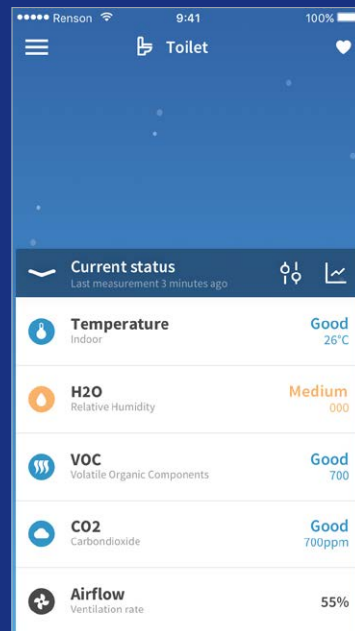 Renson 9:41 100%
Toilet
Current status
Last measurement 3 minutes ago
Temperature Good
Indoor 26°C
H2O Medium
Relative Humidity 000
VOC Good
Volatile Organic Components 700
CO2 Good
Carbondioxide 700ppm
Airflow 55%
Ventilation rate